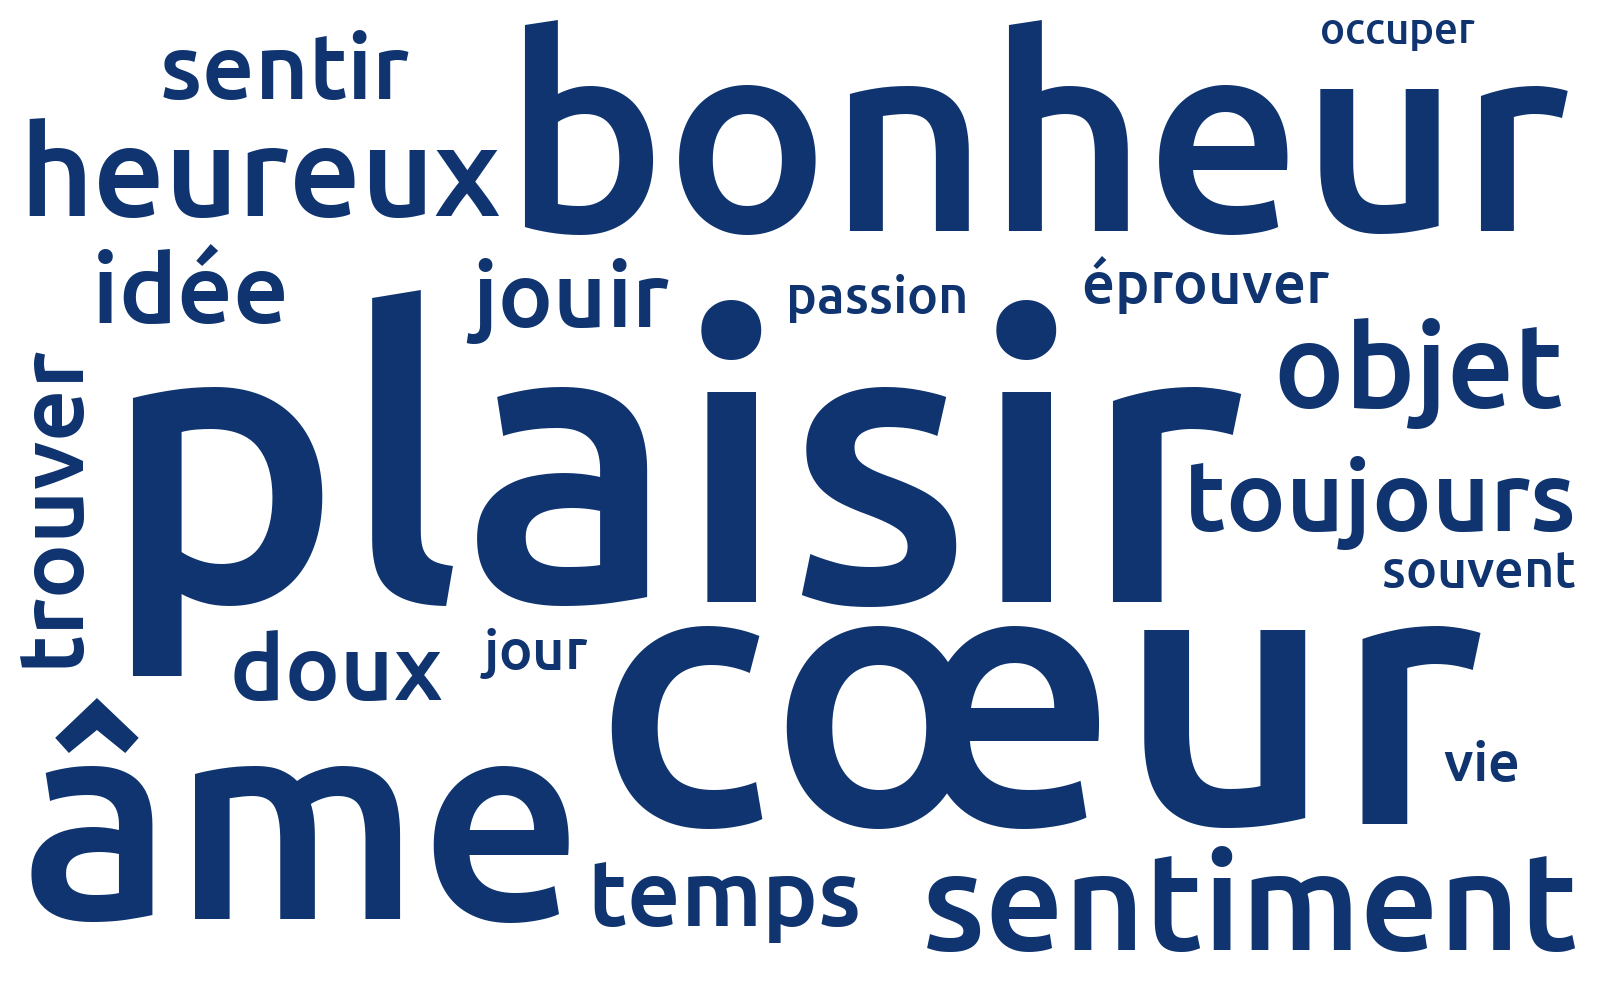 occuper
sentir
bonheur
heureux
idée
jouir
passion
éprouver
objet
trouver
plaisir
toujours
souvent
doux
jour
cœur
vie
âme
temps
sentiment